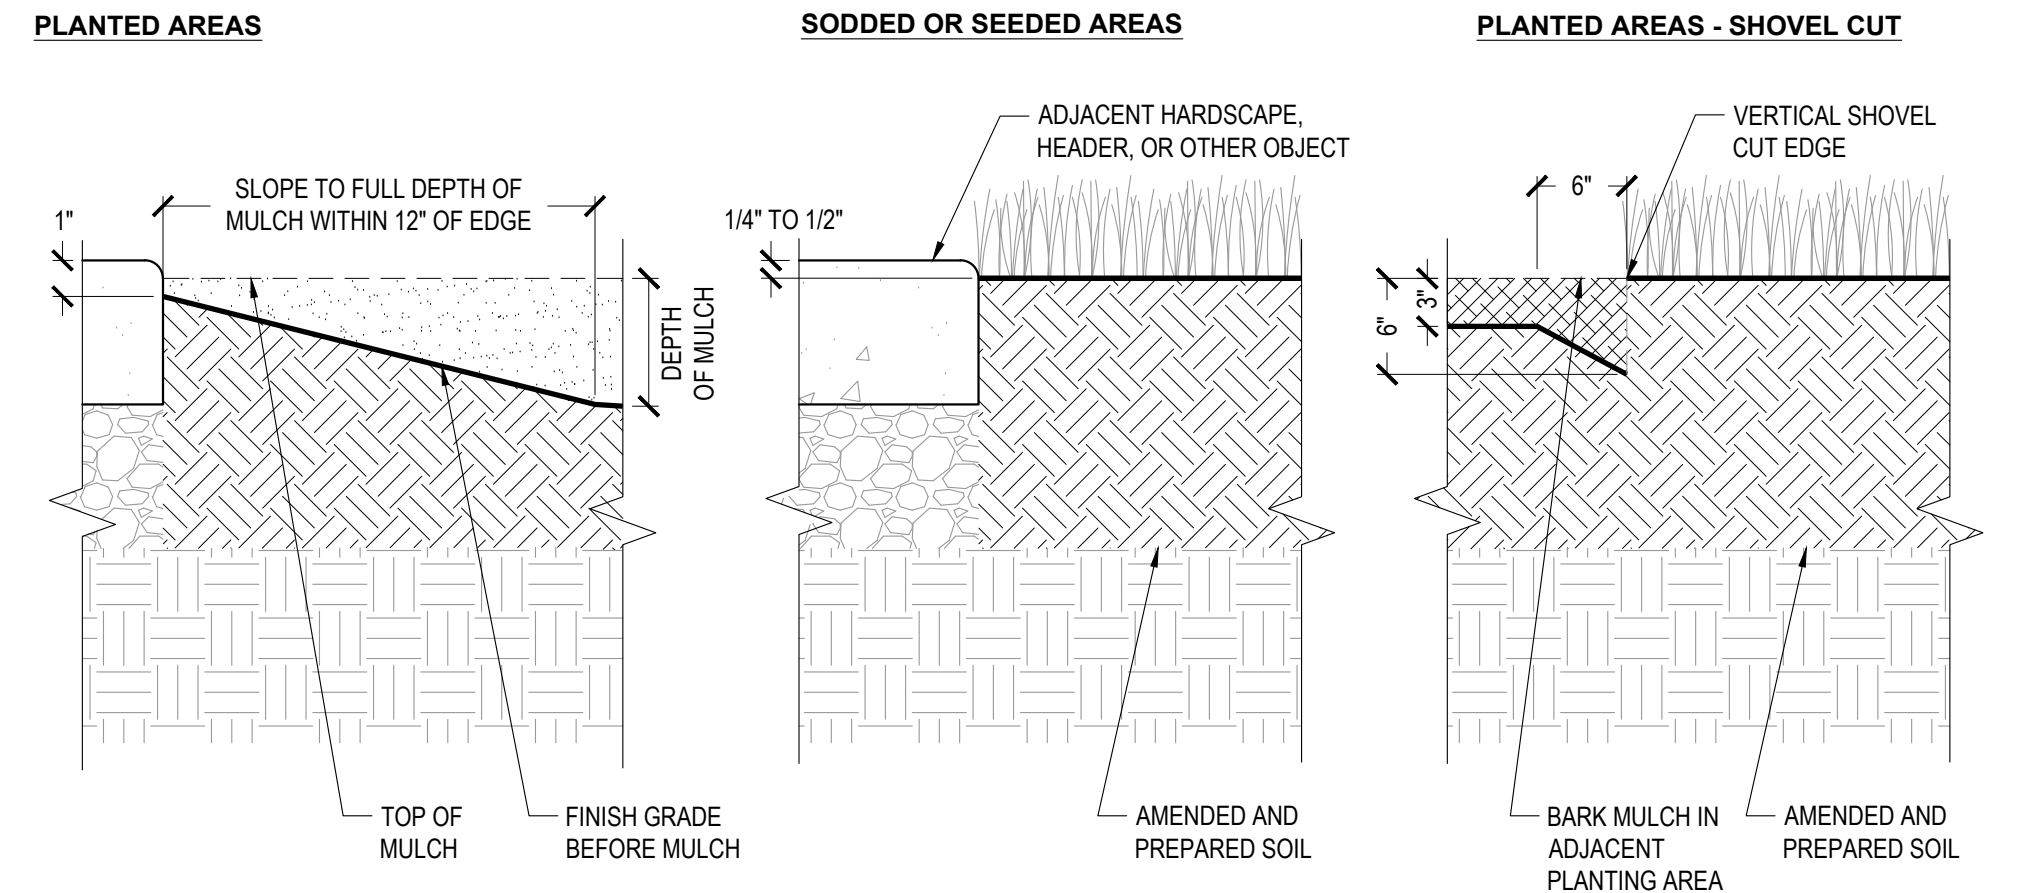 PLANTED AREAS
1"
SLOPE TO FULL DEPTH OF
MULCH WITHIN 12" OF EDGE
DEPTH
OF MULCH
TOP OF
MULCH
FINISH GRADE
BEFORE MULCH
SODDED OR SEEDED AREAS
ADJACENT HARDSCAPE,
HEADER, OR OTHER OBJECT
1/4" TO 1/2"
AMENDED AND
PREPARED SOIL
PLANTED AREAS - SHOVEL CUT
VERTICAL SHOVEL
CUT EDGE
6"
3"
6"
BARK MULCH IN
ADJACENT
PLANTING AREA
AMENDED AND
PREPARED SOIL